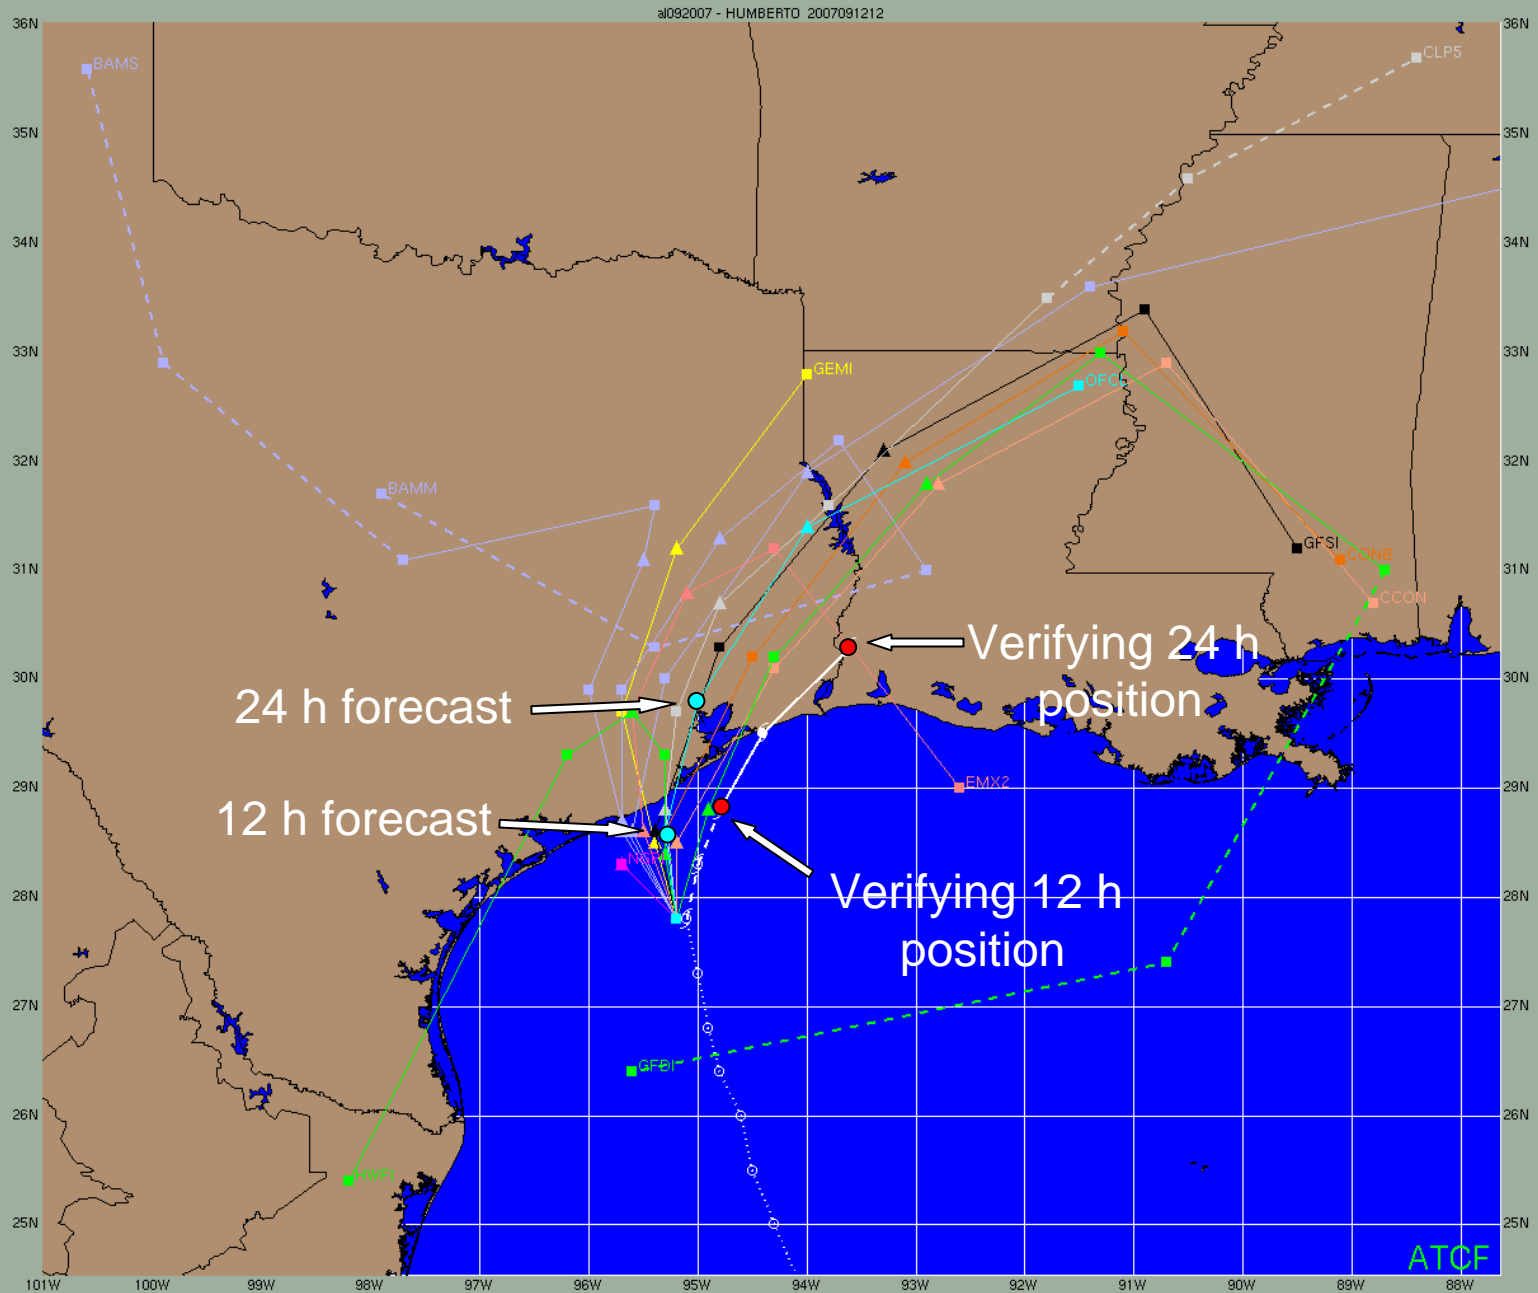 al092007 - HUMBERTO 2007091212
36N
36N
BAMS
CLP5
35N
35N
34N
34N
33N
33N
GEMI
OFCL
32N
32N
BAMM
GFSI
CONB
31N
31N
CCON
Verifying 24 h
position
24 h forecast
30N
30N
29N
29N
EMX2
12 h forecast
Verifying 12 h
position
28N
28N
27N
27N
GFDI
26N
26N
HWFI
25N
25N
ATCF
101W 100W 99W 98W 97W 96W 95W 94W 93W 92W 91W 90W 89W 88W